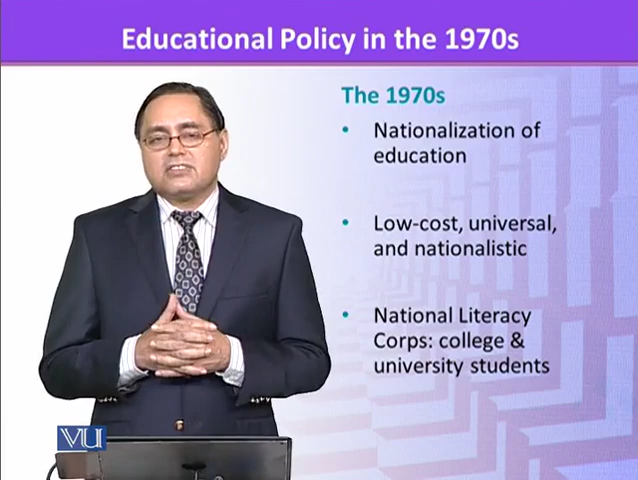 Educational Policy in the 1970s
The 1970s
• Nationalization of
education
• Low-cost, universal,
and nationalistic
• National Literacy
Corps: college &
university students
VU